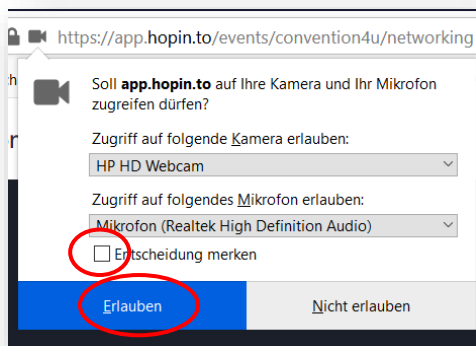 https://app.hopin.to/events/convention4u/networking
Soll app.hopin.to auf Ihre Kamera und Ihr Mikrofon
zugreifen dürfen?
Zugriff auf folgende Kamera erlauben:
HP HD Webcam
Zugriff auf folgendes Mikrofon erlauben:
Mikrofon (Realtek High Definition Audio)
Entscheidung merken
Erlauben Nicht erlauben